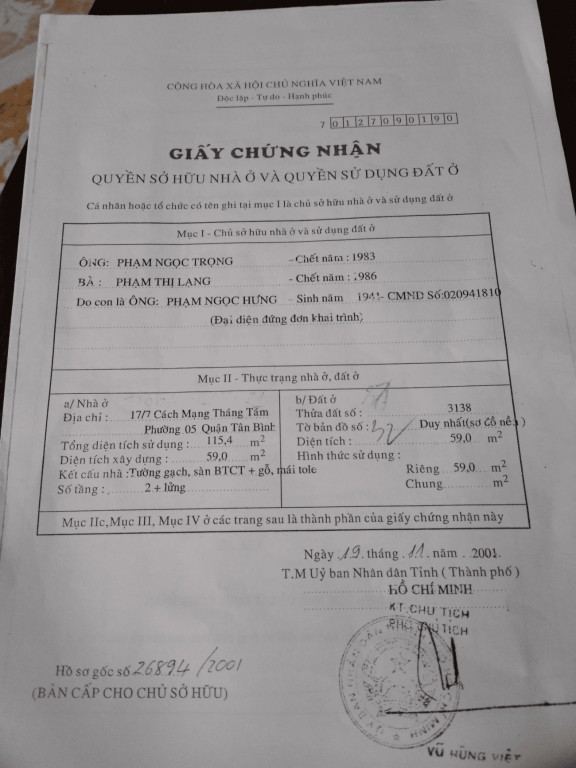 CỘNG HÒA XÃ HỘI CHỦ NGHĨA VIỆT NAM
Độc lập - Tự do - Hạnh phúc
7 0 1 2 7 0 9 0 1 9 0
GIẤY CHỨNG NHẬN
QUYỀN SỞ HỮU NHÀ Ở VÀ QUYỀN SỬ DỤNG ĐẤT Ở
Cá nhân hoặc tổ chức có tên ghi tại mục I là chủ sở hữu nhà ở và sử dụng đất ở
Mục I - Chủ sở hữu nhà ở và sử dụng đất ở
ÔNG: PHẠM NGỌC TRỌNG - Chết năm : 1983
BÀ : PHẠM THỊ LẠNG - Chết năm : 1986
Do con là ÔNG: PHẠM NGỌC HƯNG - Sinh năm CMND Số:020941810
(Đại diện đứng đơn khai trình)
Mục II - Thực trạng nhà ở, đất ở
a/ Nhà ở
Địa chỉ : 17/7 Cách Mạng Tháng Tám
Phường 05 Quận Tân Bình
Tổng diện tích sử dụng : 115,4 m2
Diện tích xây dựng : 59,0 m2
Kết cấu nhà :Tường gạch, sàn BTCT + gỗ, mái tole
Số tầng : 2 + lửng
b/ Đất ở
Thửa đất số : 3138
Tờ bản đồ số : Duy nhất(sơ đồ nền)
Diện tích : 59,0 m2
Hình thức sử dụng :
Riêng 59,0 m2
Chung m2
Mục IIc,Mục III, Mục IV ở các trang sau là thành phần của giấy chứng nhận này
Ngày 19 tháng 11 năm 2001
T.M Uỷ ban Nhân dân Tỉnh ( Thành phố )
HỒ CHÍ MINH
KT.CHỦ TỊCH
PHÓ CHỦ TỊCH
Hồ sơ gốc số 26894/2001
(BẢN CẤP CHO CHỦ SỞ HỮU)
VŨ HÙNG VIỆT